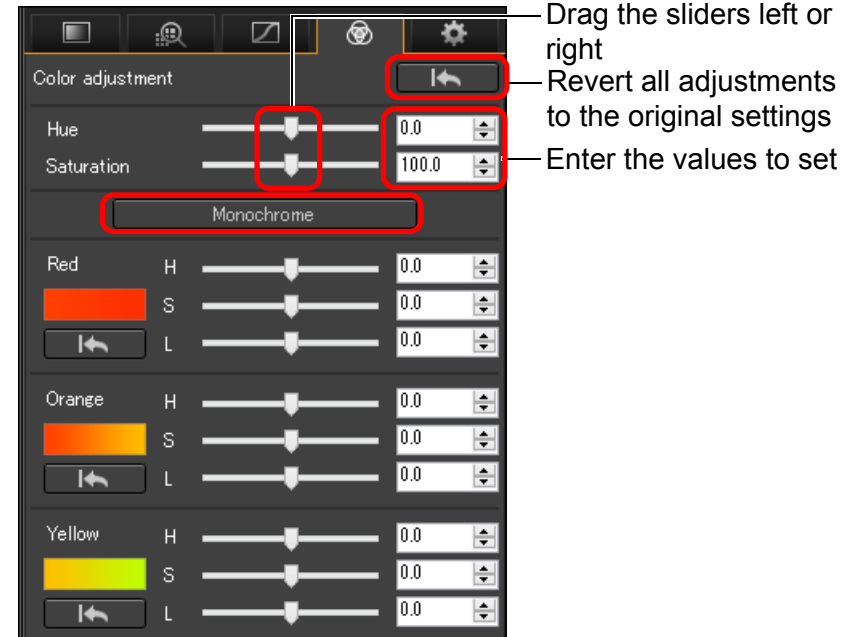 Drag the sliders left or
right
Color adjustment
Revert all adjustments
to the original settings
Hue 0.0
Saturation 100.0
Enter the values to set
Monochrome
Red H 0.0
S 0.0
L 0.0
Orange H 0.0
S 0.0
L 0.0
Yellow H 0.0
S 0.0
L 0.0